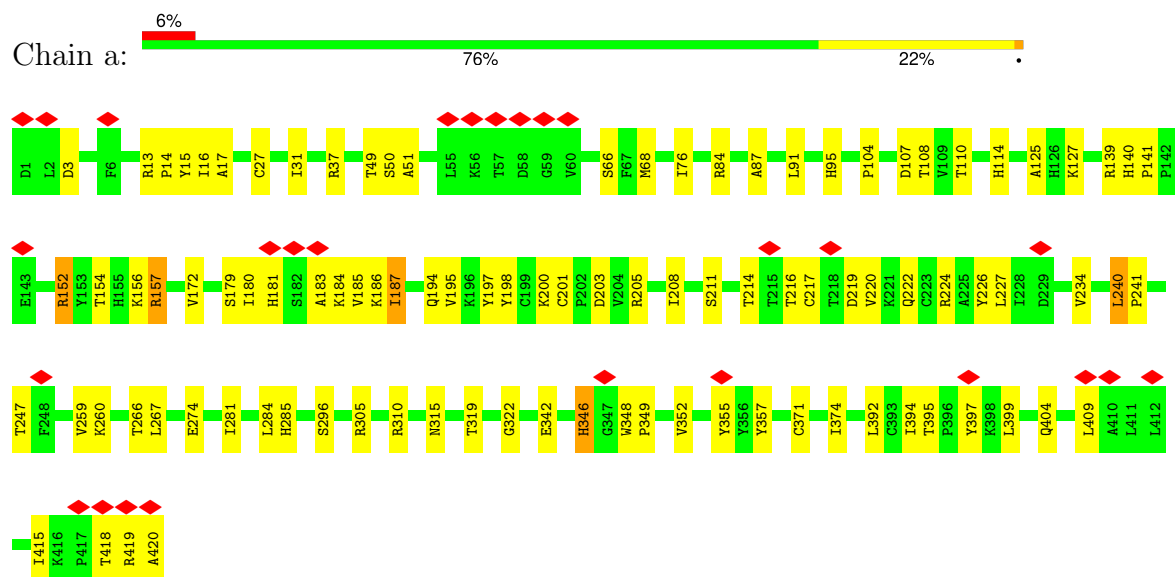 6%
Chain a:
76% 22% •
D1 L2 D3 F6 R13 P14 Y15 I16 A17 C27 I31 R37 T49 S50 A51 L55 K56 T57 D58 G59 V60 S66 F67 M68 I76 R84 A87 L91 H95 P104 D107 T108 V109 T110 H114 A125 H126 K127 R139 H140 P141 P142
E143 R152 Y153 T154 H155 K156 R157 V172 S179 I180 H181 S182 A183 K184 V185 K186 I187 Q194 V195 K196 Y197 Y198 C199 K200 C201 P202 D203 V204 R205 I208 S211 T214 T215 T216 C217 T218 D219 V220 K221 Q222 C223 R224 A225 Y226 L227 I228 D229 V234 L240 P241
T247 F248 V259 K260 T266 L267 E274 I281 L284 H285 S296 R305 R310 N315 T319 G322 E342 H346 G347 W348 P349 V352 Y355 Y356 Y357 C371 I374 L392 C393 I394 T395 P396 Y397 K398 L399 Q404 L409 A410 L411 L412
I415 K416 P417 T418 R419 A420